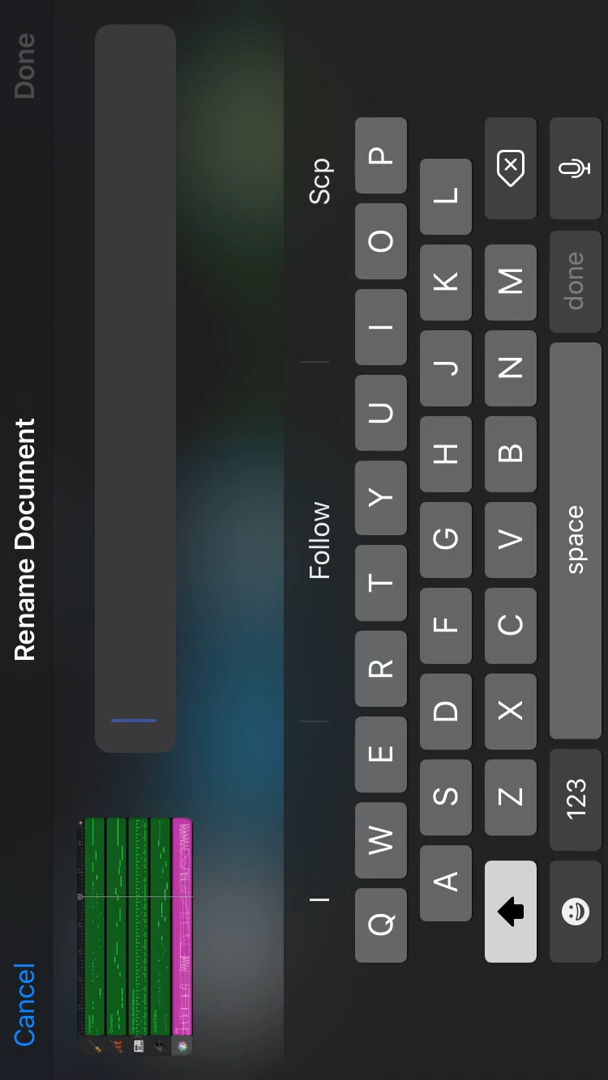 Cancel Rename Document Done
I Follow Scp
Q W E R T Y U I O P
A S D F G H J K L
Z X C V B N M
123 space done